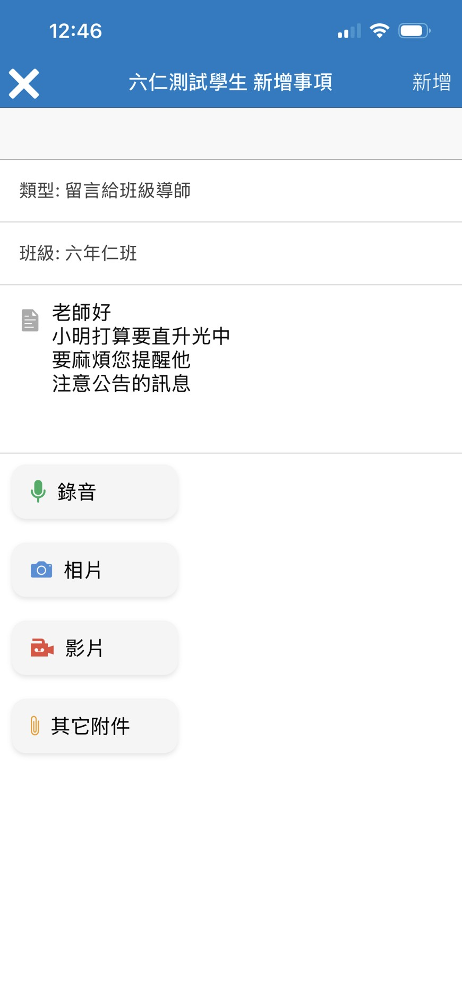 12:46
六仁測試學生 新增事項
新增
類型: 留言給班級導師
班級: 六年仁班
老師好
小明打算要直升光中
要麻煩您提醒他
注意公告的訊息
錄音
相片
影片
其它附件